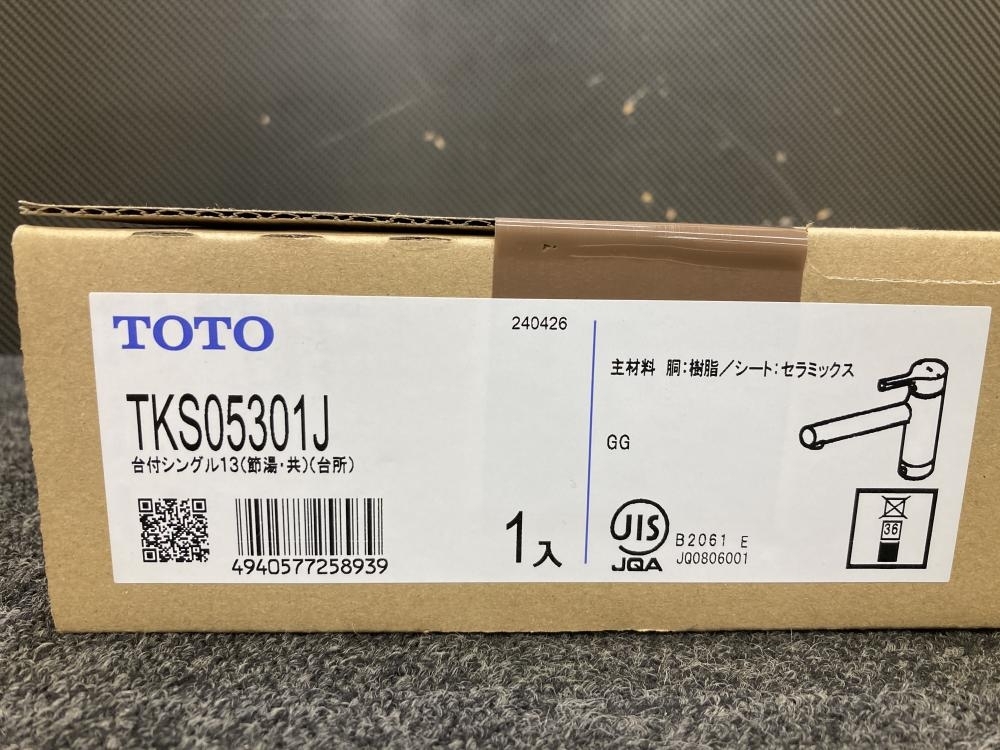 TOTO
240426
TKS05301J
台付シングル13(節湯・共)(台所)
4940577258939
1入
主材料 胴:樹脂/シート:セラミックス
GG
JIS
JQA
B2061 E
JQ0806001
36